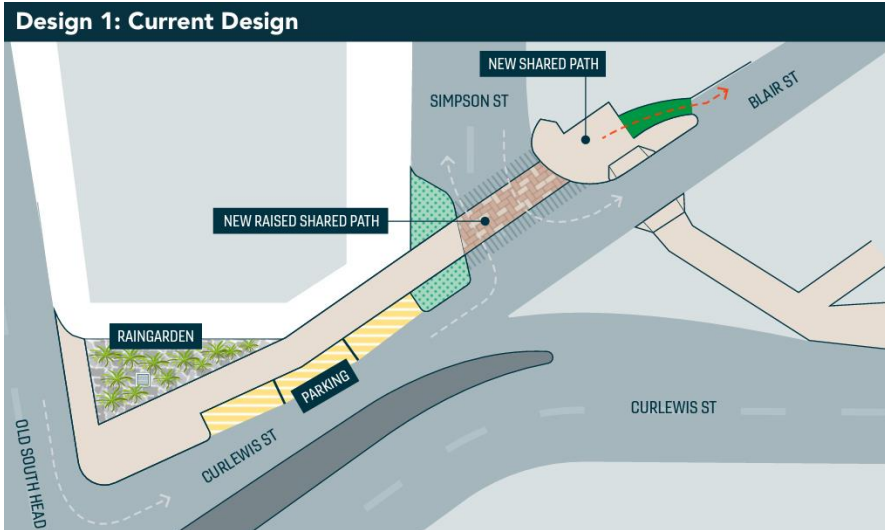 Design 1: Current Design
NEW SHARED PATH
SIMPSON ST
BLAIR ST
NEW RAISED SHARED PATH
RAINGARDEN
PARKING
CURLEWIS ST
CURLEWIS ST
OLD SOUTH HEAD